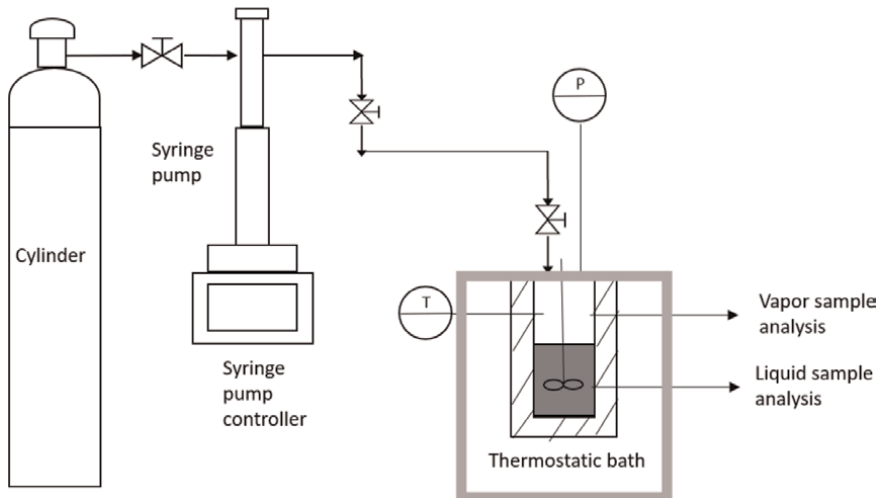 P
Syringe
pump
Cylinder
T
Vapor sample
analysis
Syringe
pump
controller
Liquid sample
analysis
Thermostatic bath